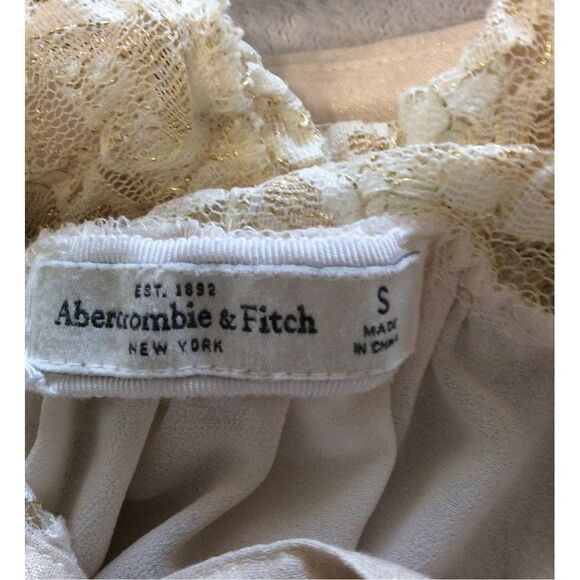 EST. 1892
Abercrombie & Fitch
NEW YORK
S
MADE
IN CHINA